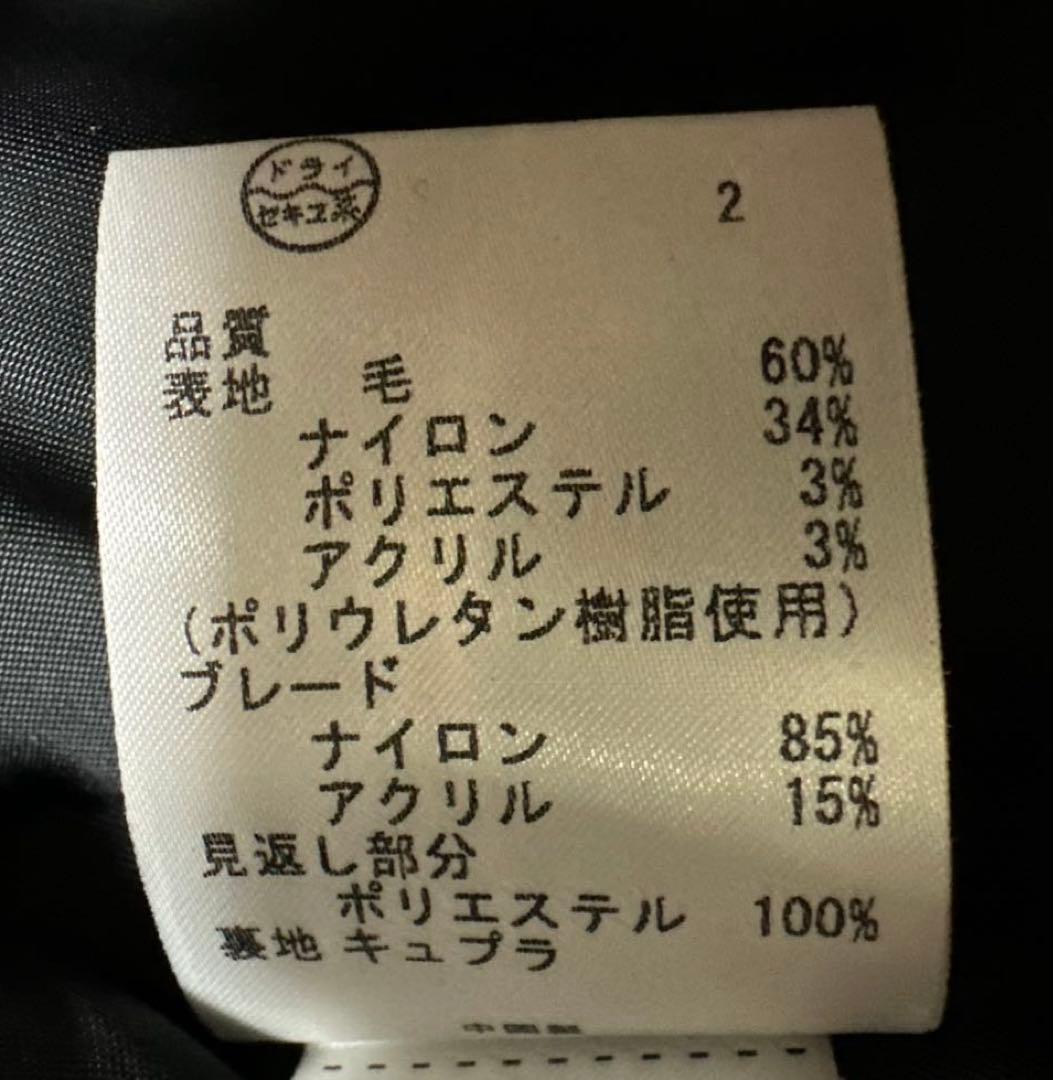 ドライ
セキユ系
2
品質
表地 毛 60%
ナイロン 34%
ポリエステル 3%
アクリル 3%
(ポリウレタン樹脂使用)
ブレード
ナイロン 85%
アクリル 15%
見返し部分
ポリエステル 100%
裏地 キュプラ
中国製